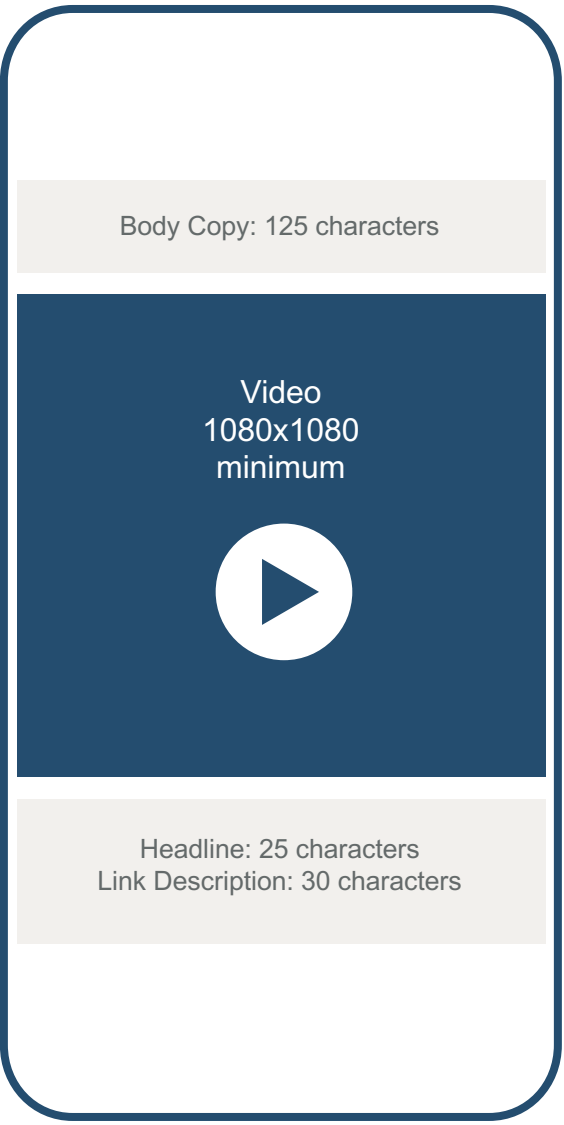 Body Copy: 125 characters
Video
1080x1080
minimum
Headline: 25 characters
Link Description: 30 characters